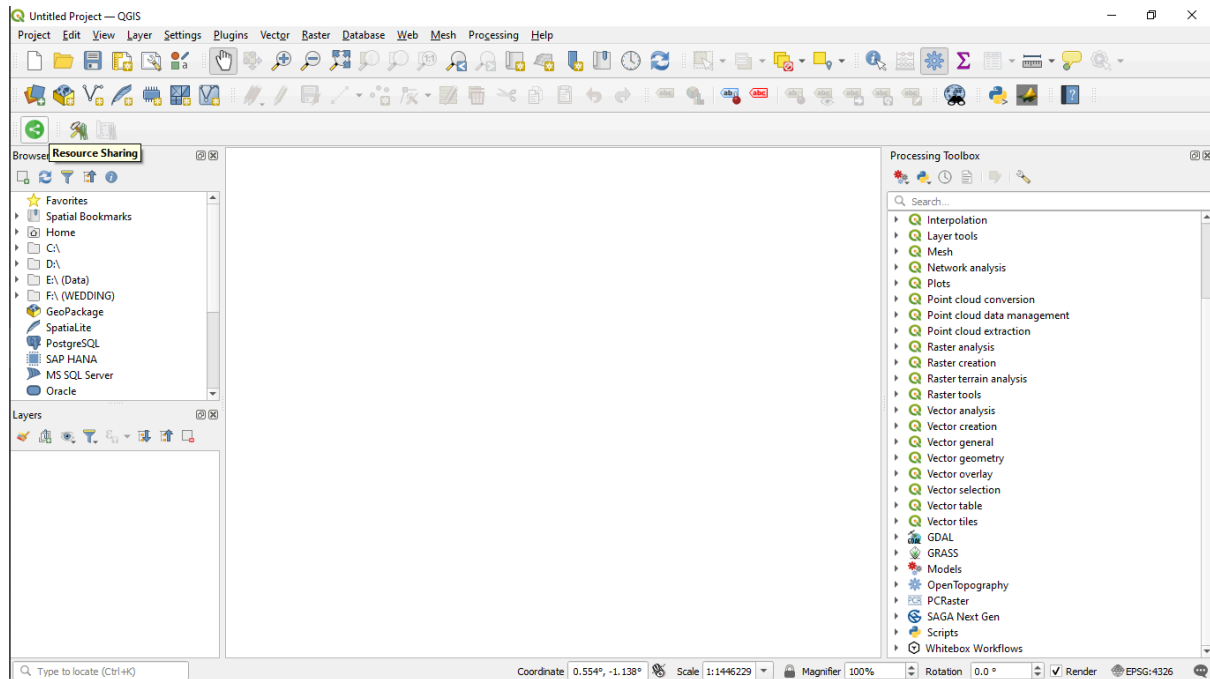 Untitled Project — QGIS
Project Edit View Layer Settings Plugins Vector Raster Database Web Mesh Processing Help
Resource Sharing
Browser
Favorites
Spatial Bookmarks
Home
C:\
D:\
E:\ (Data)
F:\ (WEDDING)
GeoPackage
SpatiaLite
PostgreSQL
SAP HANA
MS SQL Server
Oracle
Layers
Processing Toolbox
Search...
Interpolation
Layer tools
Mesh
Network analysis
Plots
Point cloud conversion
Point cloud data management
Point cloud extraction
Raster analysis
Raster creation
Raster terrain analysis
Raster tools
Vector analysis
Vector creation
Vector general
Vector geometry
Vector overlay
Vector selection
Vector table
Vector tiles
GDAL
GRASS
Models
OpenTopography
PCRaster
SAGA Next Gen
Scripts
Whitebox Workflows
Type to locate (Ctrl+K) Coordinate 0.554°, -1.138° Scale 1:1446229 Magnifier 100% Rotation 0.0 ° Render EPSG:4326